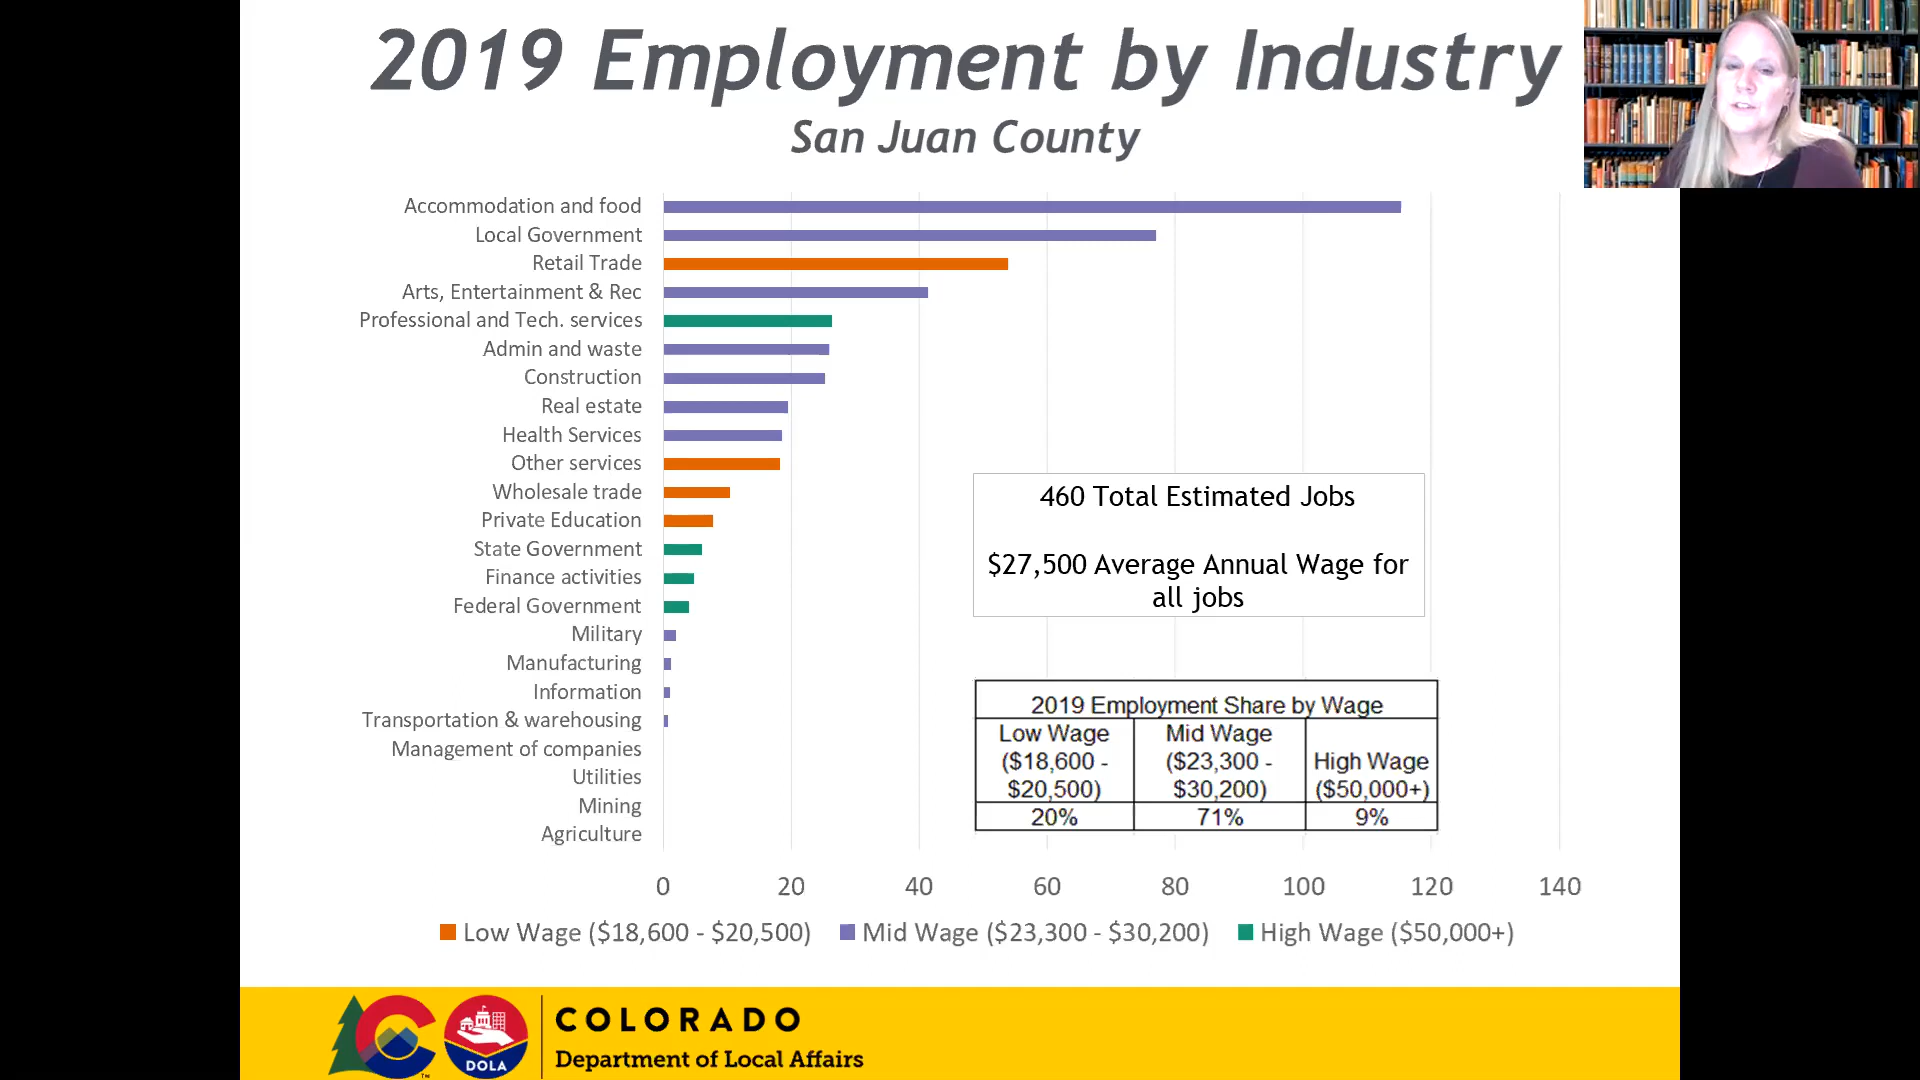 2019 Employment by Industry
San Juan County
Accommodation and food
Local Government
Retail Trade
Arts, Entertainment & Rec
Professional and Tech. services
Admin and waste
Construction
Real estate
Health Services
Other services
Wholesale trade
Private Education
State Government
Finance activities
Federal Government
Military
Manufacturing
Information
Transportation & warehousing
Management of companies
Utilities
Mining
Agriculture
460 Total Estimated Jobs
$27,500 Average Annual Wage for
all jobs
2019 Employment Share by Wage
Low Wage
($18,600 -
$20,500)
Mid Wage
($23,300 -
$30,200)
High Wage
($50,000+)
20% 71% 9%
0 20 40 60 80 100 120 140
Low Wage ($18,600 - $20,500) Mid Wage ($23,300 - $30,200) High Wage ($50,000+)
DOLA
TM
COLORADO
Department of Local Affairs